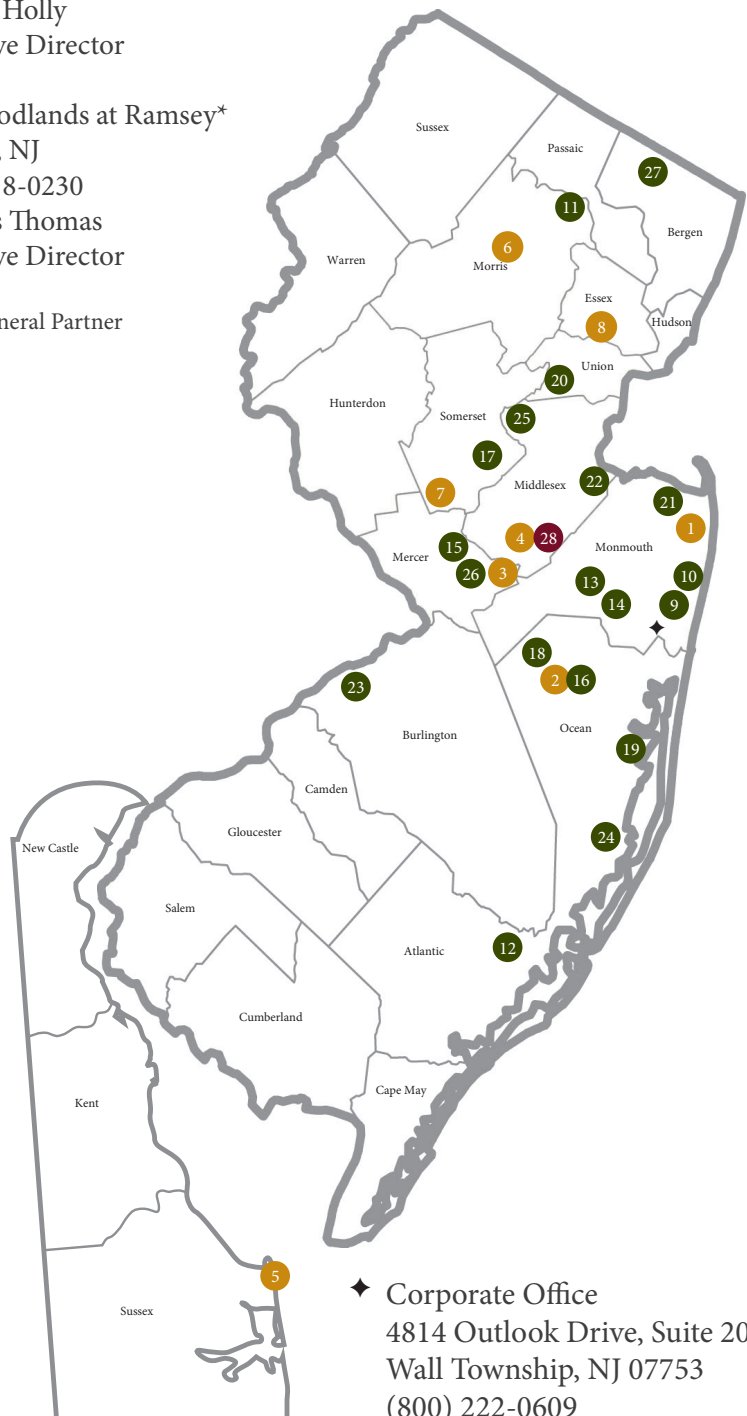 Holly
ve Director
odlands at Ramsey*
, NJ
8-0230
s Thomas
ve Director
neral Partner
Sussex
Passaic
27
11
Bergen
6
Morris
Warren
Essex
8
Hudson
Union
20
Hunterdon
Somerset
25
17
Middlesex
22
7
21
1
4
28
Monmouth
15
Mercer
26
3
13
10
14
9
18
2
16
23
Ocean
Burlington
19
Camden
Gloucester
24
New Castle
Salem
12
Atlantic
Cumberland
Cape May
Kent
5
Sussex
✦ Corporate Office
4814 Outlook Drive, Suite 20
Wall Township, NJ 07753
(800) 222-0609